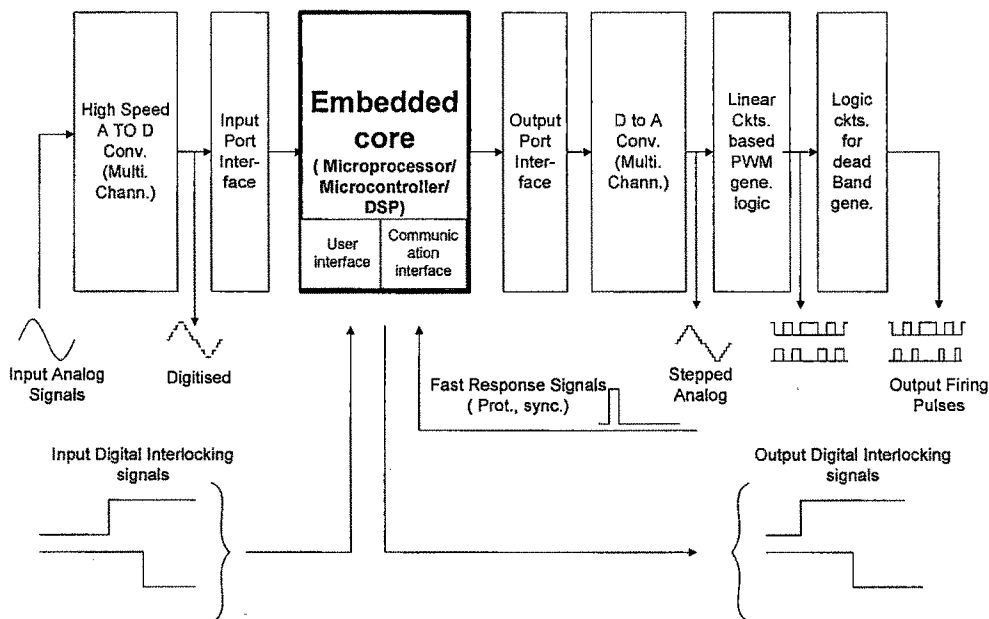 High Speed
A TO D
Conv.
(Multi.
Chann.)
Input
Port
Inter-
face
Embedded
core
( Microprocessor/
Microcontroller/
DSP)
User
interface
Communic
ation
interface
Output
Port
Inter-
face
D to A
Conv.
(Multi.
Chann.)
Linear
Ckts.
based
PWM
gene.
logic
Logic
ckts.
for
dead
Band
gene.
Input Analog
Signals
Digitised
Fast Response Signals
( Prot., sync.)
Stepped
Analog
Output Firing
Pulses
Input Digital Interlocking
signals
Output Digital Interlocking
signals